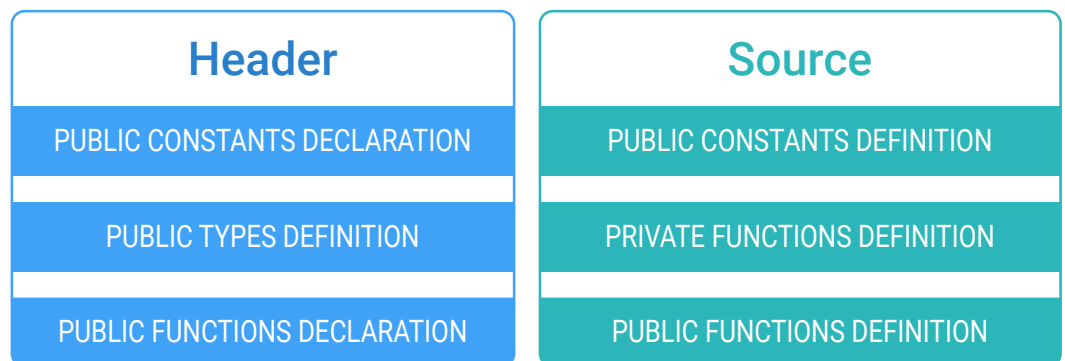 Header
PUBLIC CONSTANTS DECLARATION
PUBLIC TYPES DEFINITION
PUBLIC FUNCTIONS DECLARATION
Source
PUBLIC CONSTANTS DEFINITION
PRIVATE FUNCTIONS DEFINITION
PUBLIC FUNCTIONS DEFINITION